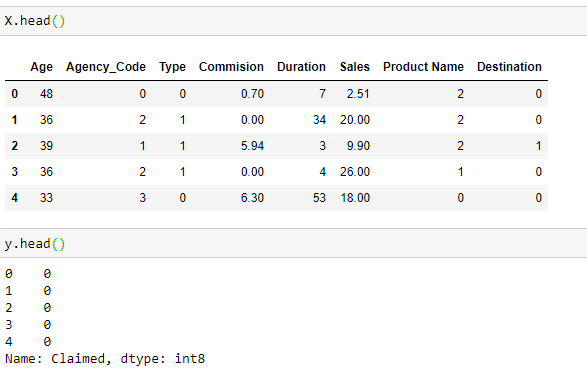 X.head()
Age Agency_Code Type Commision Duration Sales Product Name Destination
0 48 0 0 0.70 7 2.51 2 0
1 36 2 1 0.00 34 20.00 2 0
2 39 1 1 5.94 3 9.90 2 1
3 36 2 1 0.00 4 26.00 1 0
4 33 3 0 6.30 53 18.00 0 0
y.head()
0 0
1 0
2 0
3 0
4 0
Name: Claimed, dtype: int8